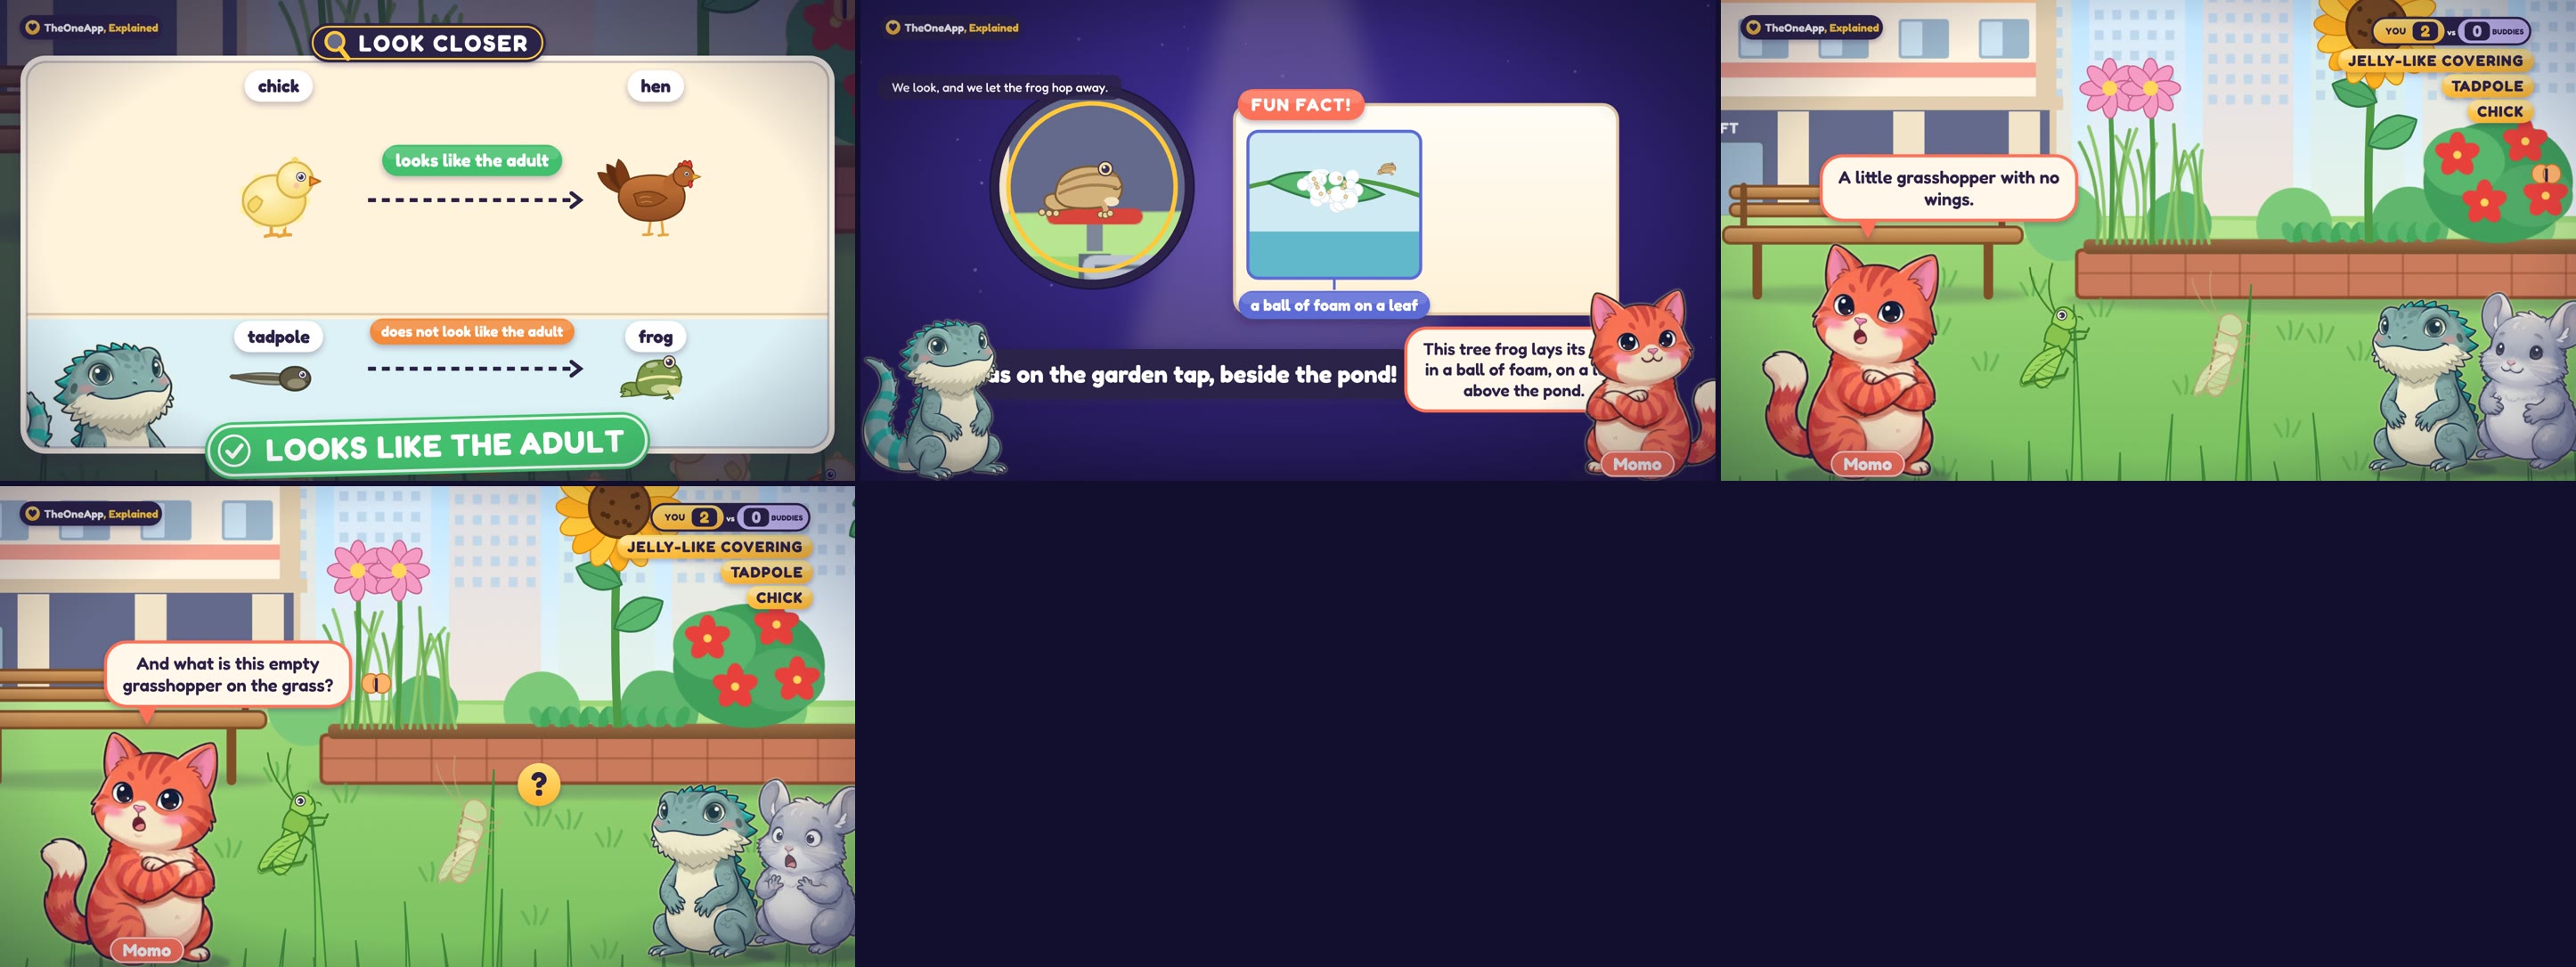 TheOneApp, Explained
LOOK CLOSER
chick
hen
looks like the adult
tadpole
does not look like the adult
frog
LOOKS LIKE THE ADULT
TheOneApp, Explained
We look, and we let the frog hop away.
FUN FACT!
a ball of foam on a leaf
on the garden tap, beside the pond!
This tree frog lays its
in a ball of foam, on a
above the pond.
Momo
TheOneApp, Explained
YOU 2 vs 0 BUDDIES
JELLY-LIKE COVERING
TADPOLE
CHICK
FT
A little grasshopper with no
wings.
Momo
TheOneApp, Explained
YOU 2 vs 0 BUDDIES
JELLY-LIKE COVERING
TADPOLE
CHICK
And what is this empty
grasshopper on the grass?
?
Momo